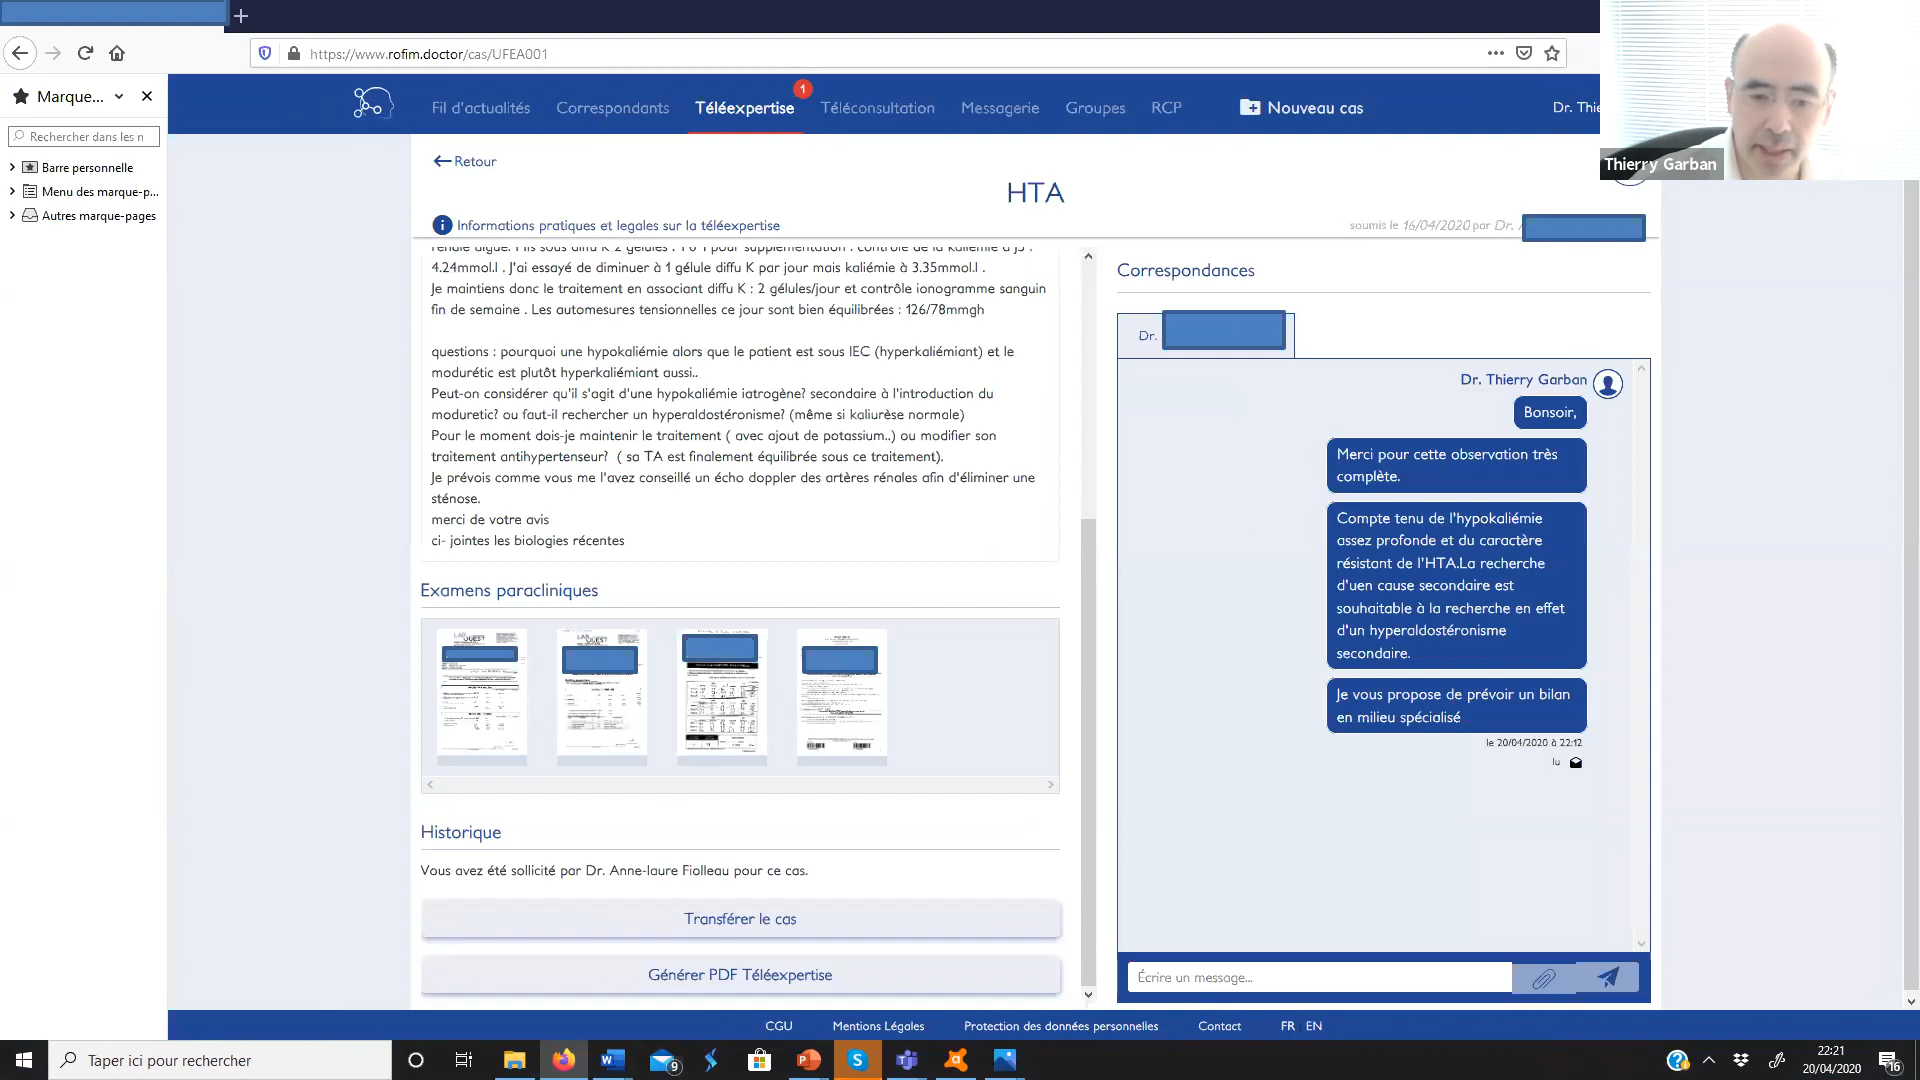 https://www.rofim.doctor/cas/UFEA001
Marque...
Rechercher dans les n
Barre personnelle
Menu des marque-p...
Autres marque-pages
Fil d'actualités
Correspondants
Téléexpertise
1
Téléconsultation
Messagerie
Groupes
RCP
Nouveau cas
Dr. Thie
Thierry Garban
Retour
HTA
Informations pratiques et legales sur la téléexpertise
soumis le 16/04/2020 par Dr.
4.24mmol.l . J'ai essayé de diminuer à 1 gélule diffu K par jour mais kaliémie à 3.35mmol.l .
Je maintiens donc le traitement en associant diffu K : 2 gélules/jour et contrôle ionogramme sanguin
fin de semaine . Les automesures tensionnelles ce jour sont bien équilibrées : 126/78mmgh
questions : pourquoi une hypokaliémie alors que le patient est sous IEC (hyperkaliémiant) et le
modurétic est plutôt hyperkaliémiant aussi..
Peut-on considérer qu'il s'agit d'une hypokaliémie iatrogène? secondaire à l'introduction du
moduretic? ou faut-il rechercher un hyperaldostéronisme? (même si kaliurèse normale)
Pour le moment dois-je maintenir le traitement ( avec ajout de potassium..) ou modifier son
traitement antihypertenseur? ( sa TA est finalement équilibrée sous ce traitement).
Je prévois comme vous me l'avez conseillé un écho doppler des artères rénales afin d'éliminer une
sténose.
merci de votre avis
ci- jointes les biologies récentes
Examens paracliniques
Historique
Vous avez été sollicité par Dr. Anne-laure Fiolleau pour ce cas.
Transférer le cas
Générer PDF Téléexpertise
Correspondances
Dr.
Dr. Thierry Garban
Bonsoir,
Merci pour cette observation très
complète.
Compte tenu de l'hypokaliémie
assez profonde et du caractère
résistant de l'HTA.La recherche
d'uen cause secondaire est
souhaitable à la recherche en effet
d'un hyperaldostéronisme
secondaire.
Je vous propose de prévoir un bilan
en milieu spécialisé
le 20/04/2020 à 22:12
lu
Écrire un message...
CGU
Mentions Légales
Protection des données personnelles
Contact
FR
EN
Taper ici pour rechercher
9
22:21
20/04/2020
16